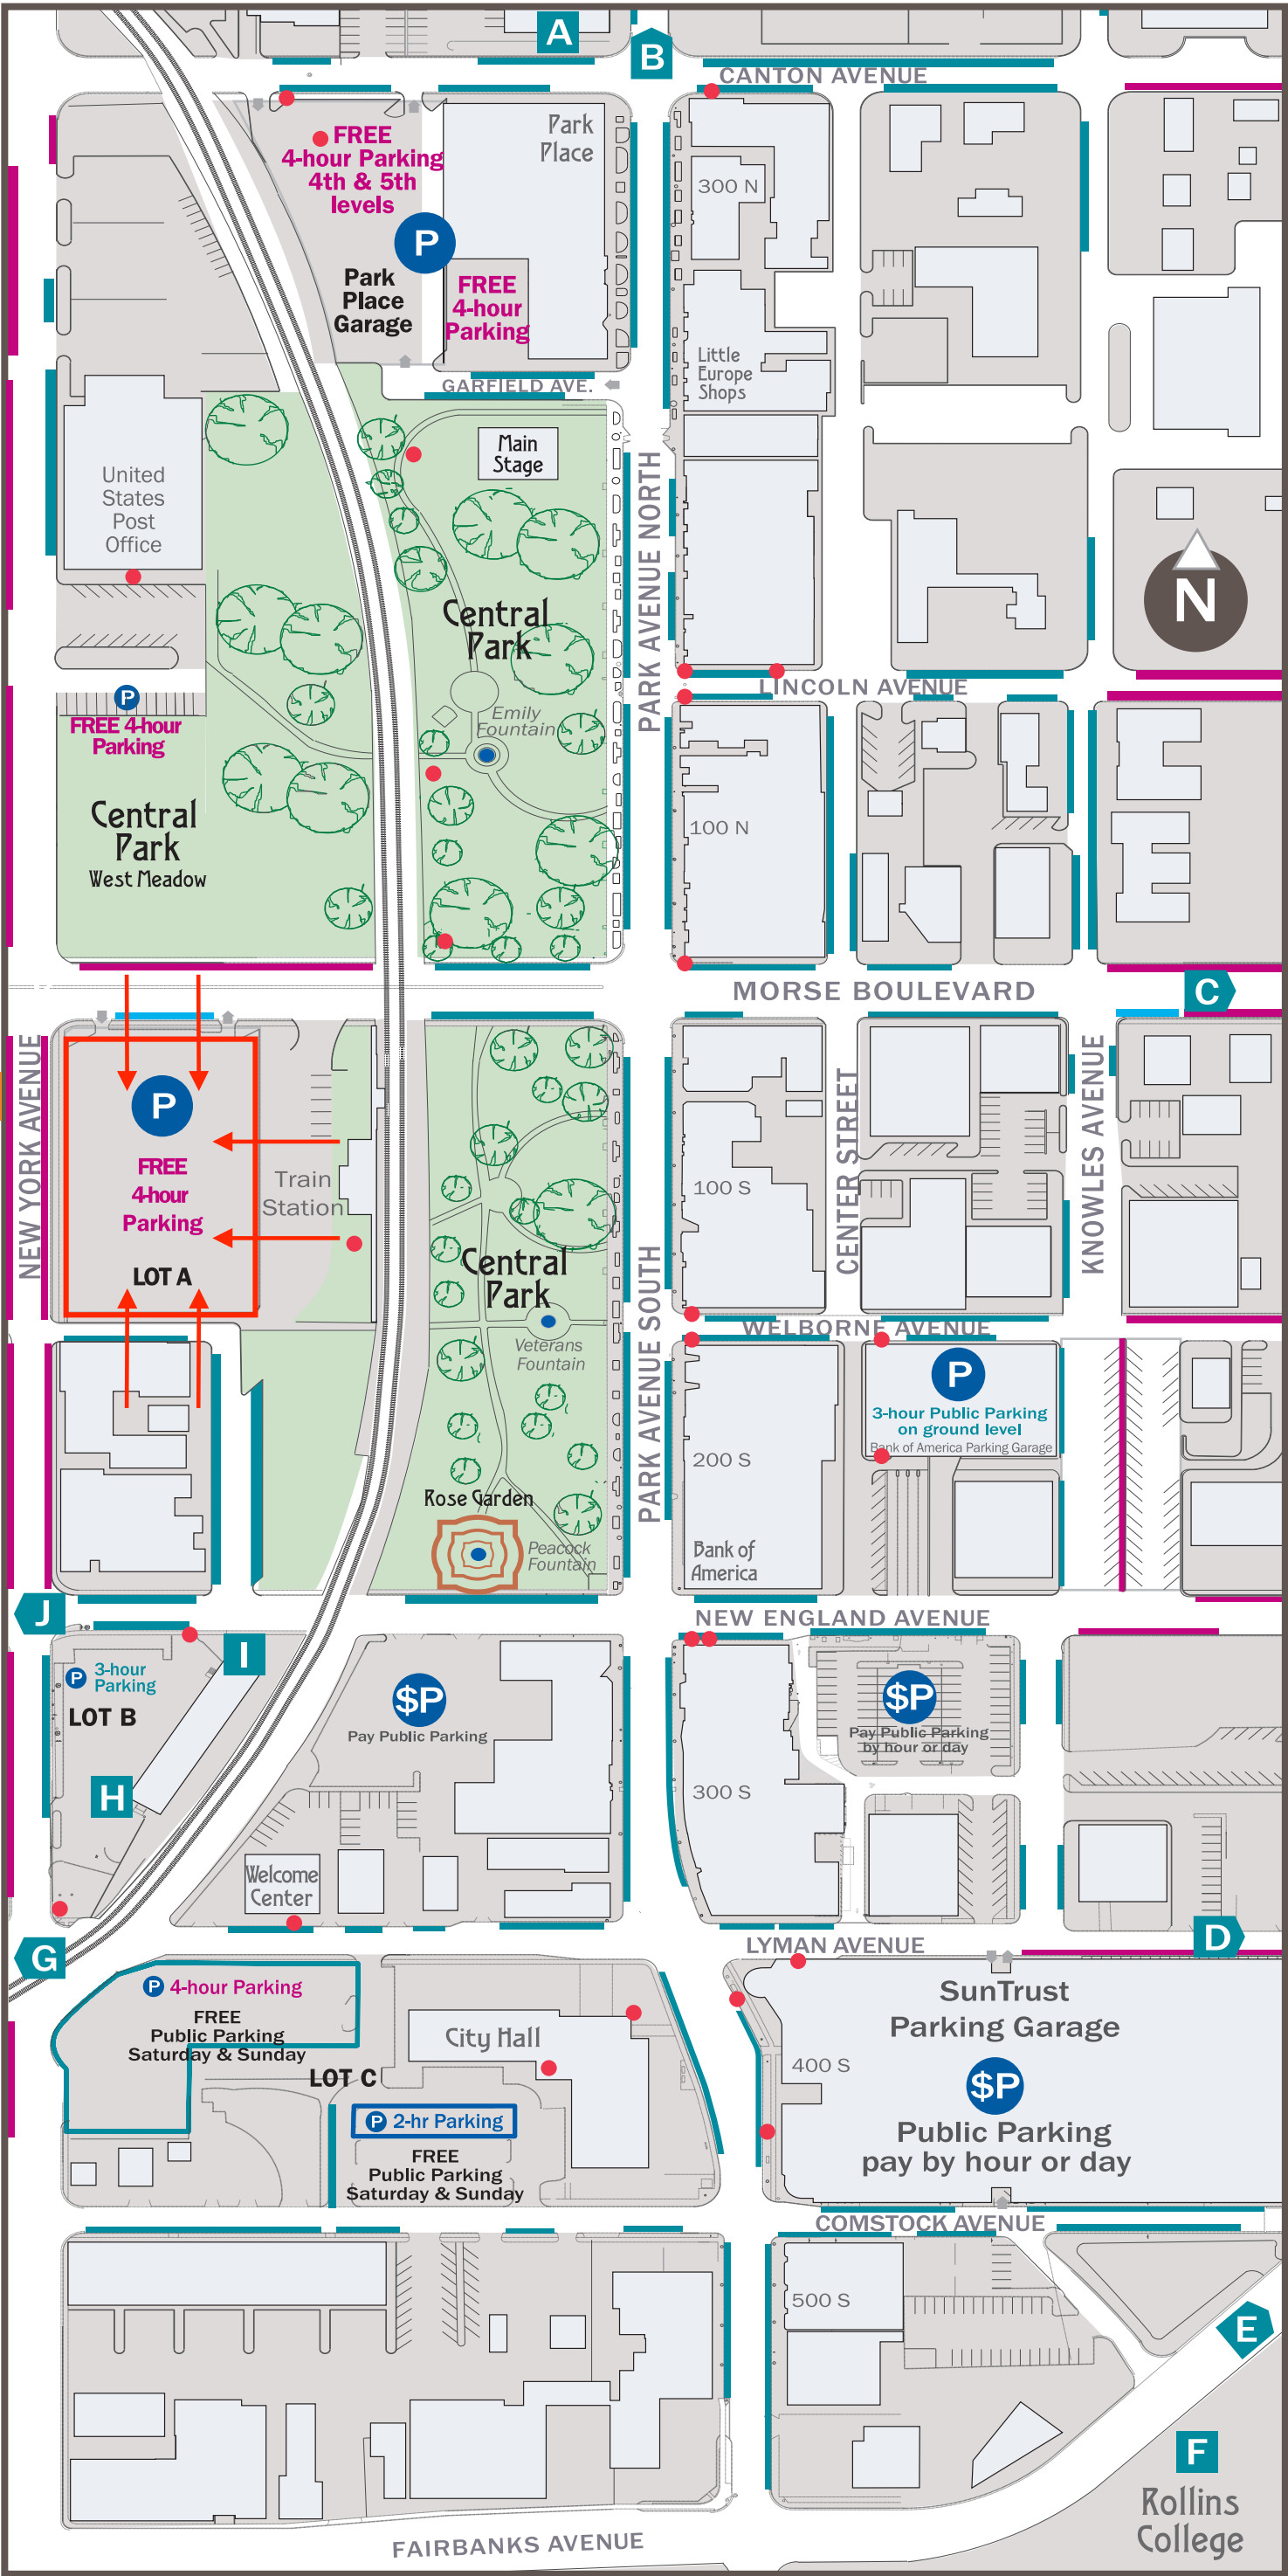 A
B
CANTON AVENUE
FREE
4-hour Parking
4th & 5th
levels
Park
Place
P
300 N
Park
Place
Garage
FREE
4-hour
Parking
Little
Europe
Shops
GARFIELD AVE.
Main
Stage
United
States
Post
Office
PARK AVENUE NORTH
N
Central
Park
P
FREE 4-hour
Parking
LINCOLN AVENUE
Emily
Fountain
Central
Park
West Meadow
100 N
MORSE BOULEVARD
C
NEW YORK AVENUE
P
FREE
4-hour
Parking
LOT A
Train
Station
100 S
CENTER STREET
KNOWLES AVENUE
Central
Park
PARK AVENUE SOUTH
WELBORNE AVENUE
Veterans
Fountain
P
3-hour Public Parking
on ground level
Bank of America Parking Garage
200 S
Rose Garden
Peacock
Fountain
Bank of
America
J
NEW ENGLAND AVENUE
I
P 3-hour
Parking
LOT B
$P
Pay Public Parking
$P
Pay Public Parking
by hour or day
H
300 S
Welcome
Center
G
LYMAN AVENUE
D
P 4-hour Parking
FREE
Public Parking
Saturday & Sunday
LOT C
City Hall
SunTrust
Parking Garage
400 S
$P
Public Parking
pay by hour or day
P 2-hr Parking
FREE
Public Parking
Saturday & Sunday
COMSTOCK AVENUE
500 S
E
F
Rollins
College
FAIRBANKS AVENUE